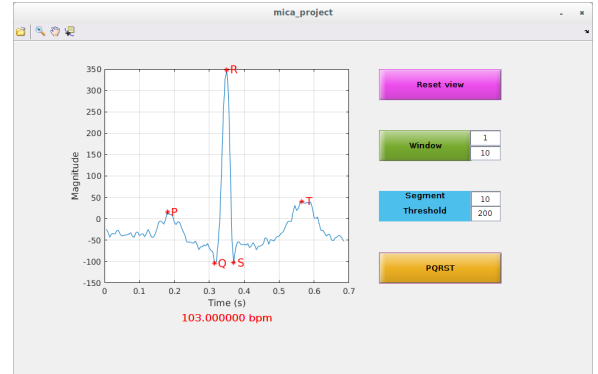 mica_project
350
300
250
200
150
100
50
0
-50
-100
-150
Magnitude
R
P
T
Q
S
0 0.1 0.2 0.3 0.4 0.5 0.6 0.7
Time (s)
103.000000 bpm
Reset view
Window
1
10
Segment
Threshold
10
200
PQRST